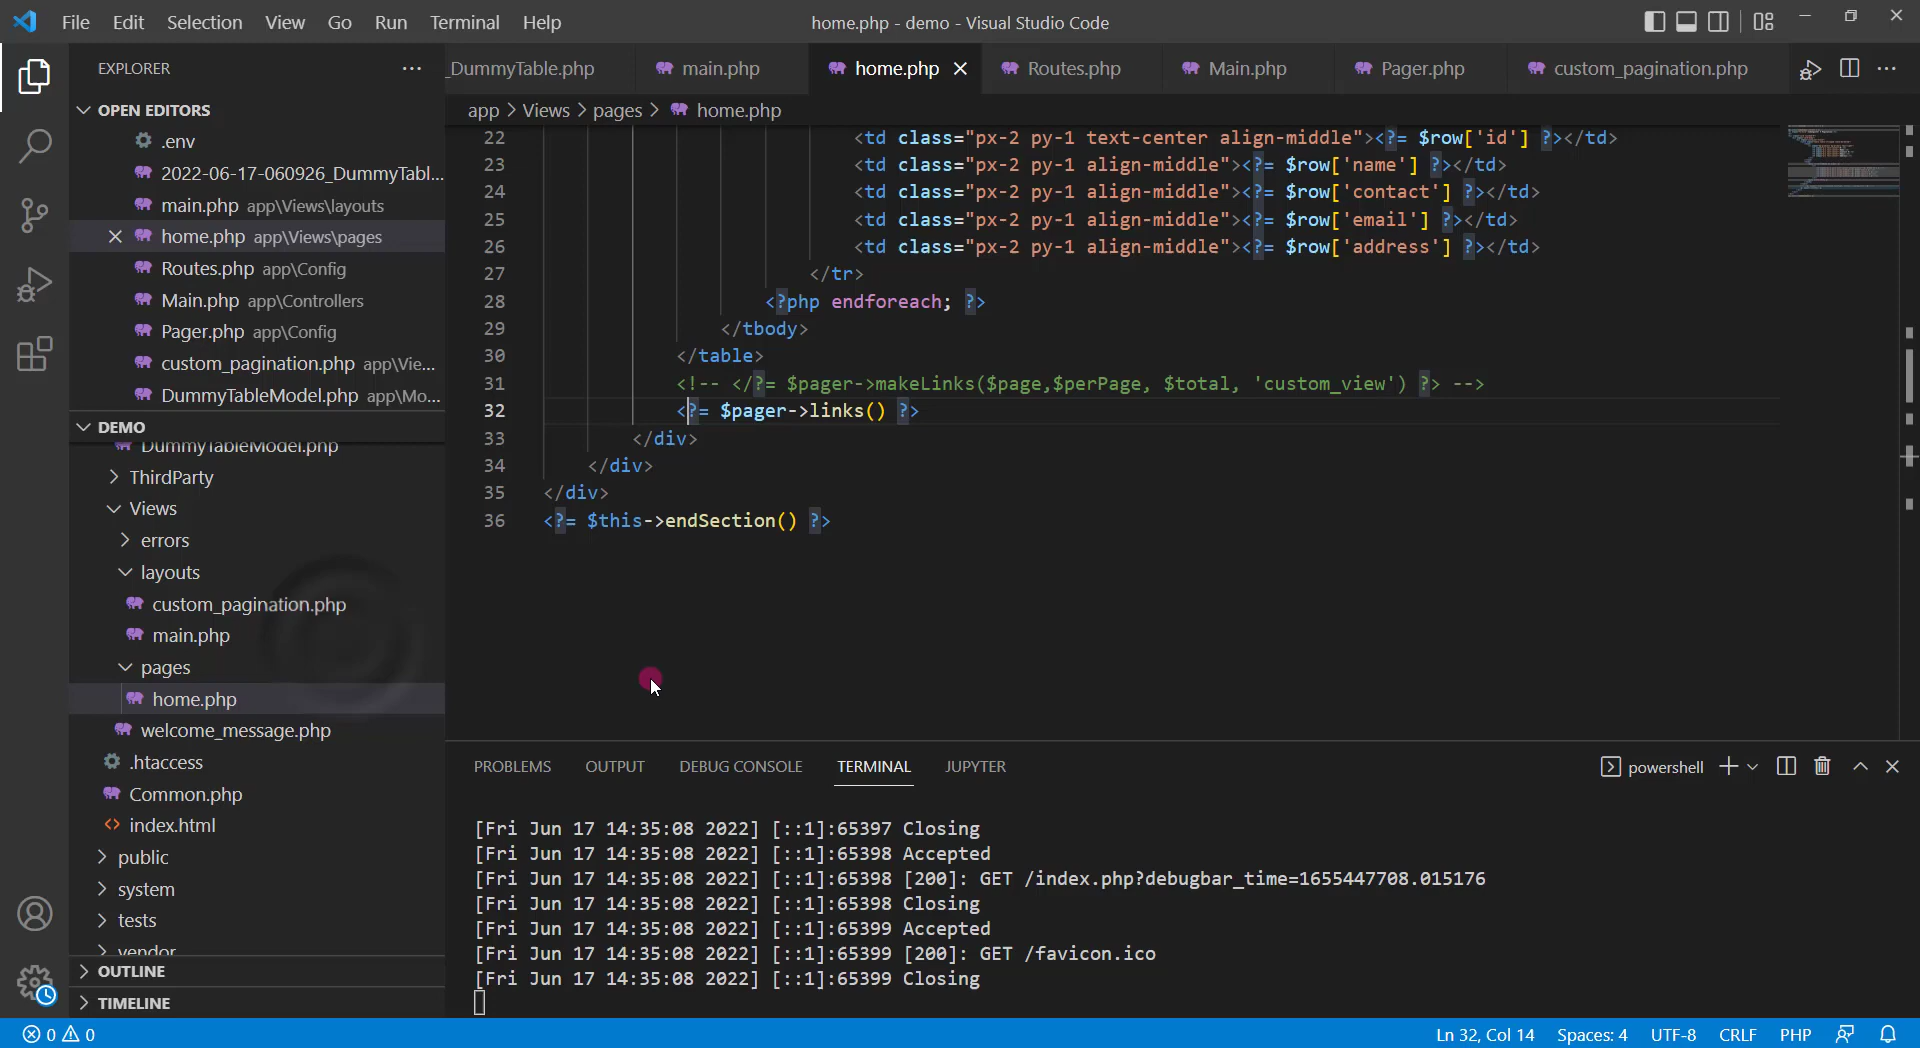 File Edit Selection View Go Run Terminal Help
home.php - demo - Visual Studio Code
EXPLORER
OPEN EDITORS
.env
2022-06-17-060926_DummyTabl...
main.php app\Views\layouts
home.php app\Views\pages
Routes.php app\Config
Main.php app\Controllers
Pager.php app\Config
custom_pagination.php app\Vie...
DummyTableModel.php app\Mo...
DEMO
DummyTableModel.php
ThirdParty
Views
errors
layouts
custom_pagination.php
main.php
pages
home.php
welcome_message.php
.htaccess
Common.php
index.html
public
system
tests
vendor
OUTLINE
TIMELINE
_DummyTable.php main.php home.php Routes.php Main.php Pager.php custom_pagination.php
app > Views > pages > home.php
22 <td class="px-2 py-1 text-center align-middle"><?= $row['id'] ?></td>
23 <td class="px-2 py-1 align-middle"><?= $row['name'] ?></td>
24 <td class="px-2 py-1 align-middle"><?= $row['contact'] ?></td>
25 <td class="px-2 py-1 align-middle"><?= $row['email'] ?></td>
26 <td class="px-2 py-1 align-middle"><?= $row['address'] ?></td>
27 </tr>
28 <?php endforeach; ?>
29 </tbody>
30 </table>
31 <!-- </?= $pager->makeLinks($page,$perPage, $total, 'custom_view') ?> -->
32 <?= $pager->links() ?>
33 </div>
34 </div>
35 </div>
36 <?= $this->endSection() ?>
PROBLEMS OUTPUT DEBUG CONSOLE TERMINAL JUPYTER
powershell
[Fri Jun 17 14:35:08 2022] [::1]:65397 Closing
[Fri Jun 17 14:35:08 2022] [::1]:65398 Accepted
[Fri Jun 17 14:35:08 2022] [::1]:65398 [200]: GET /index.php?debugbar_time=1655447708.015176
[Fri Jun 17 14:35:08 2022] [::1]:65398 Closing
[Fri Jun 17 14:35:08 2022] [::1]:65399 Accepted
[Fri Jun 17 14:35:08 2022] [::1]:65399 [200]: GET /favicon.ico
[Fri Jun 17 14:35:08 2022] [::1]:65399 Closing
0 0
Ln 32, Col 14 Spaces: 4 UTF-8 CRLF PHP